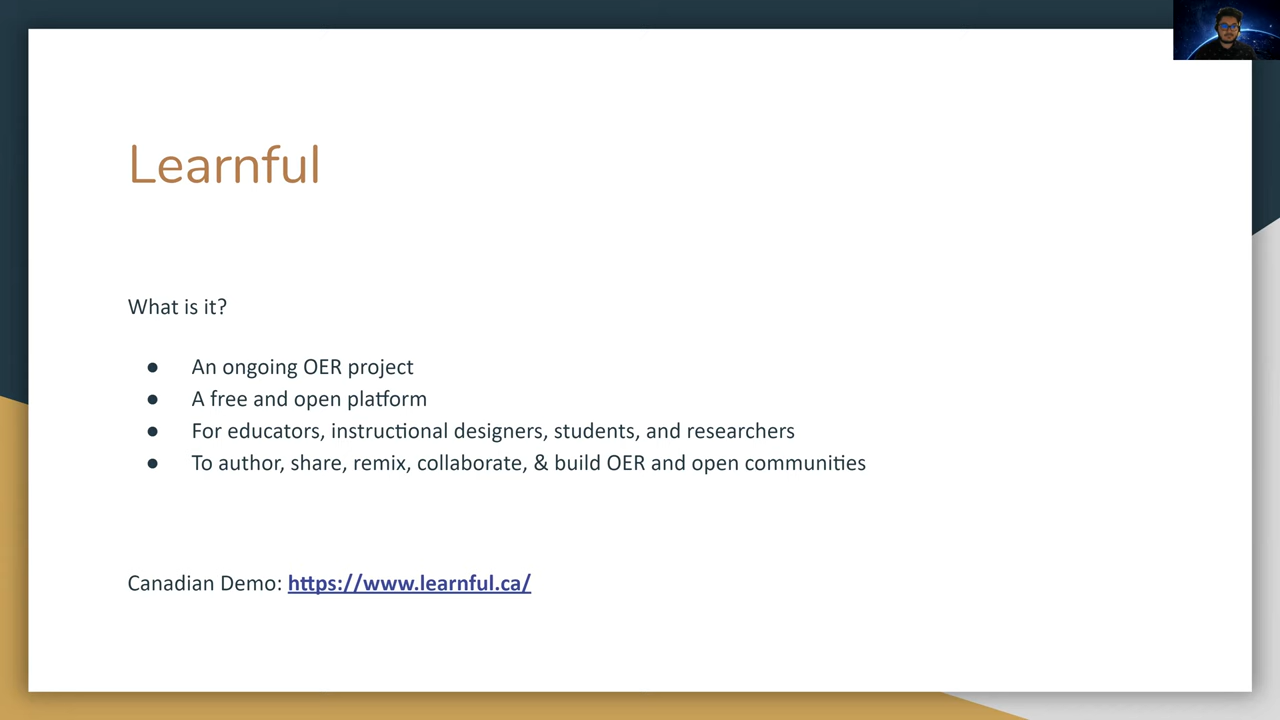 Learnful
What is it?
● An ongoing OER project
● A free and open platform
● For educators, instructional designers, students, and researchers
● To author, share, remix, collaborate, & build OER and open communities
Canadian Demo: https://www.learnful.ca/